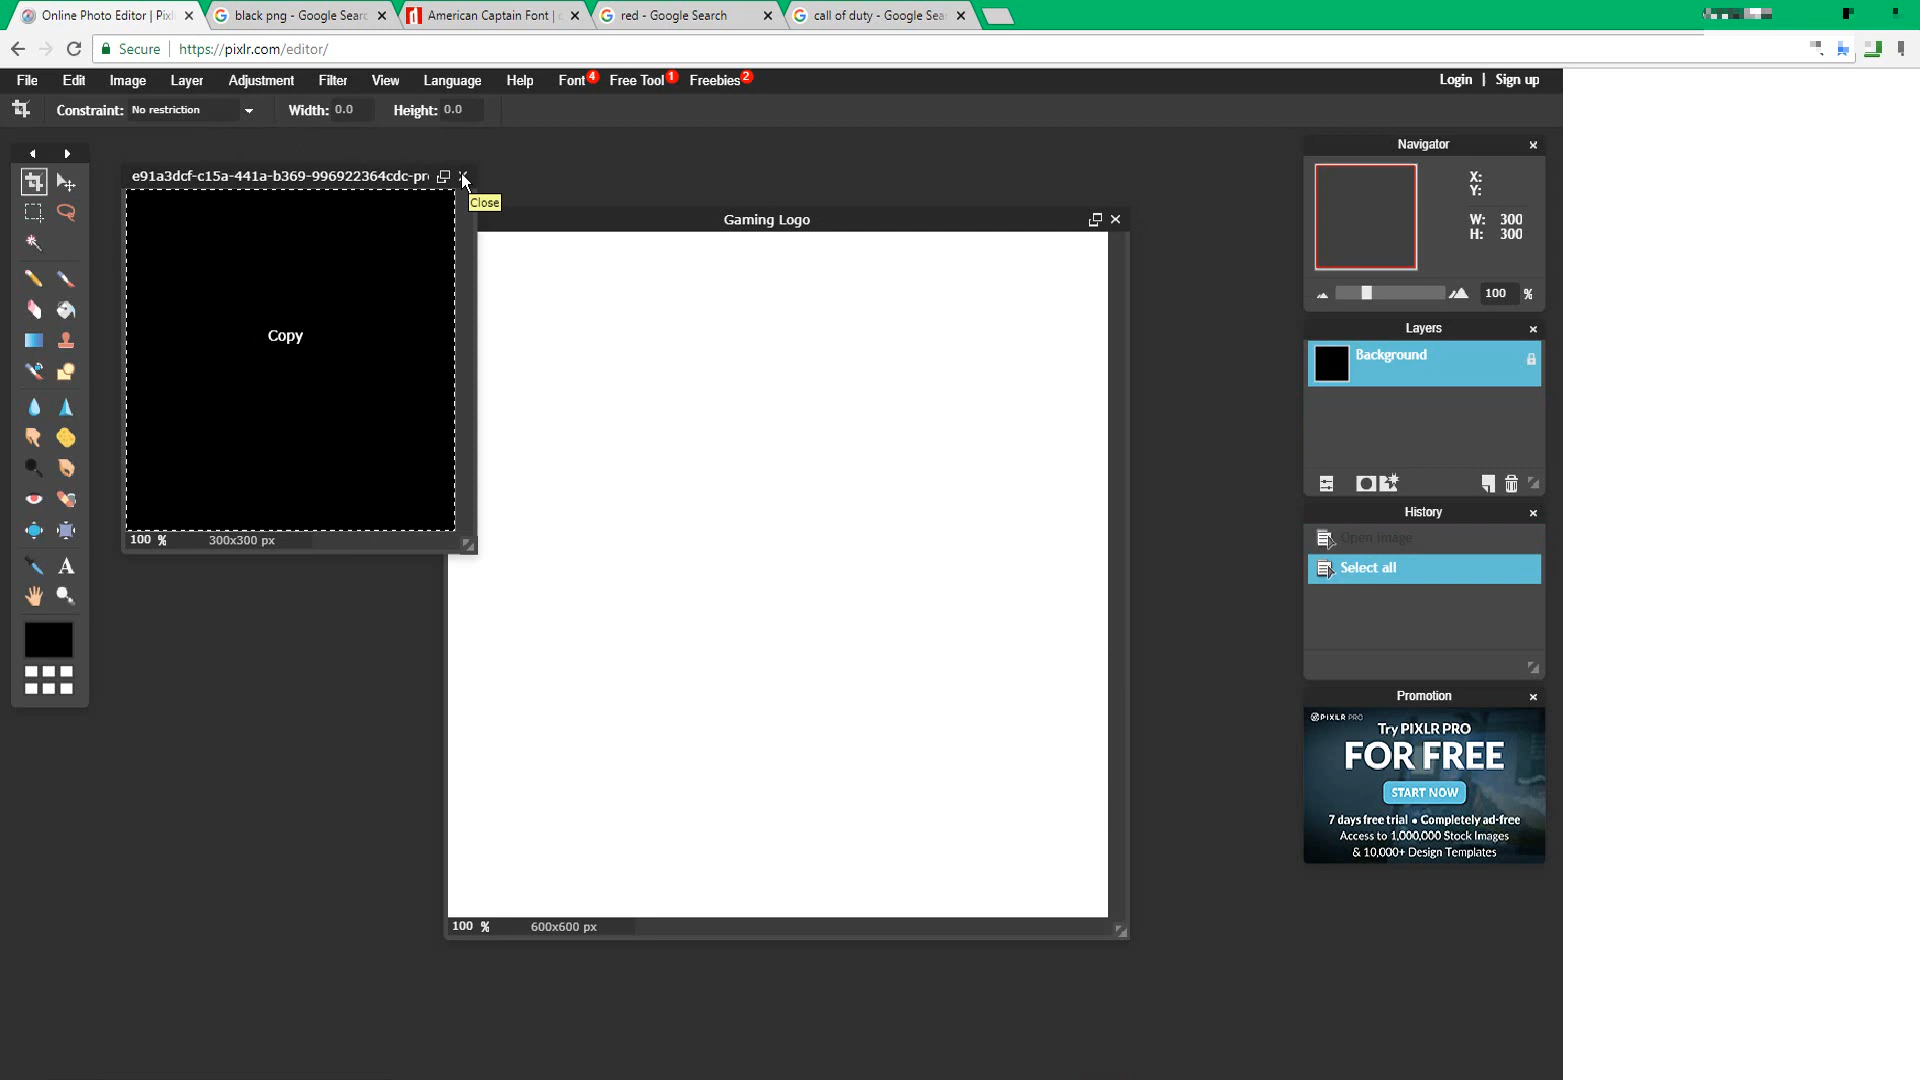 Online Photo Editor | Pixl
black png - Google Searc
American Captain Font | d
red - Google Search
call of duty - Google Sea
Secure
https://pixlr.com/editor/
File Edit Image Layer Adjustment Filter View Language Help Font 4 Free Tool 1 Freebies 2
Login | Sign up
Constraint: No restriction Width: 0.0 Height: 0.0
e91a3dcf-c15a-441a-b369-996922364cdc-pr
Close
Copy
100 % 300x300 px
Gaming Logo
100 % 600x600 px
Navigator
X:
Y:
W: 300
H: 300
100 %
Layers
Background
History
Open image
Select all
Promotion
PIXLR PRO
Try PIXLR PRO
FOR FREE
START NOW
7 days free trial • Completely ad-free
Access to 1,000,000 Stock Images
& 10,000+ Design Templates